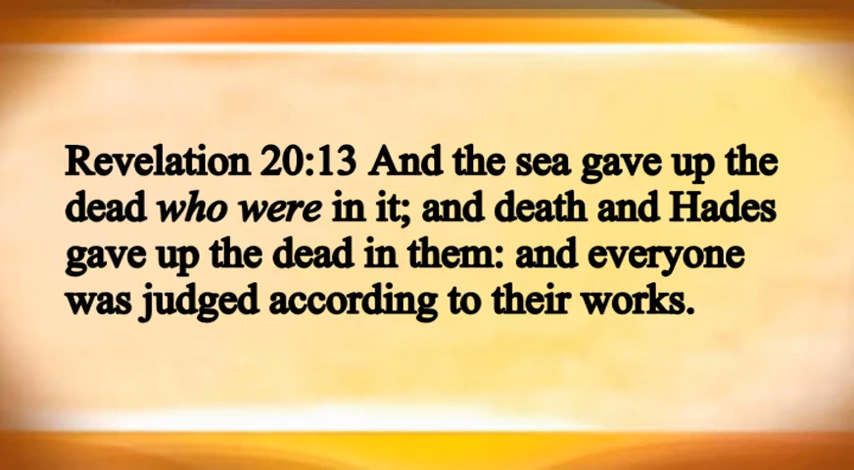 Revelation 20:13 And the sea gave up the
dead who were in it; and death and Hades
gave up the dead in them: and everyone
was judged according to their works.